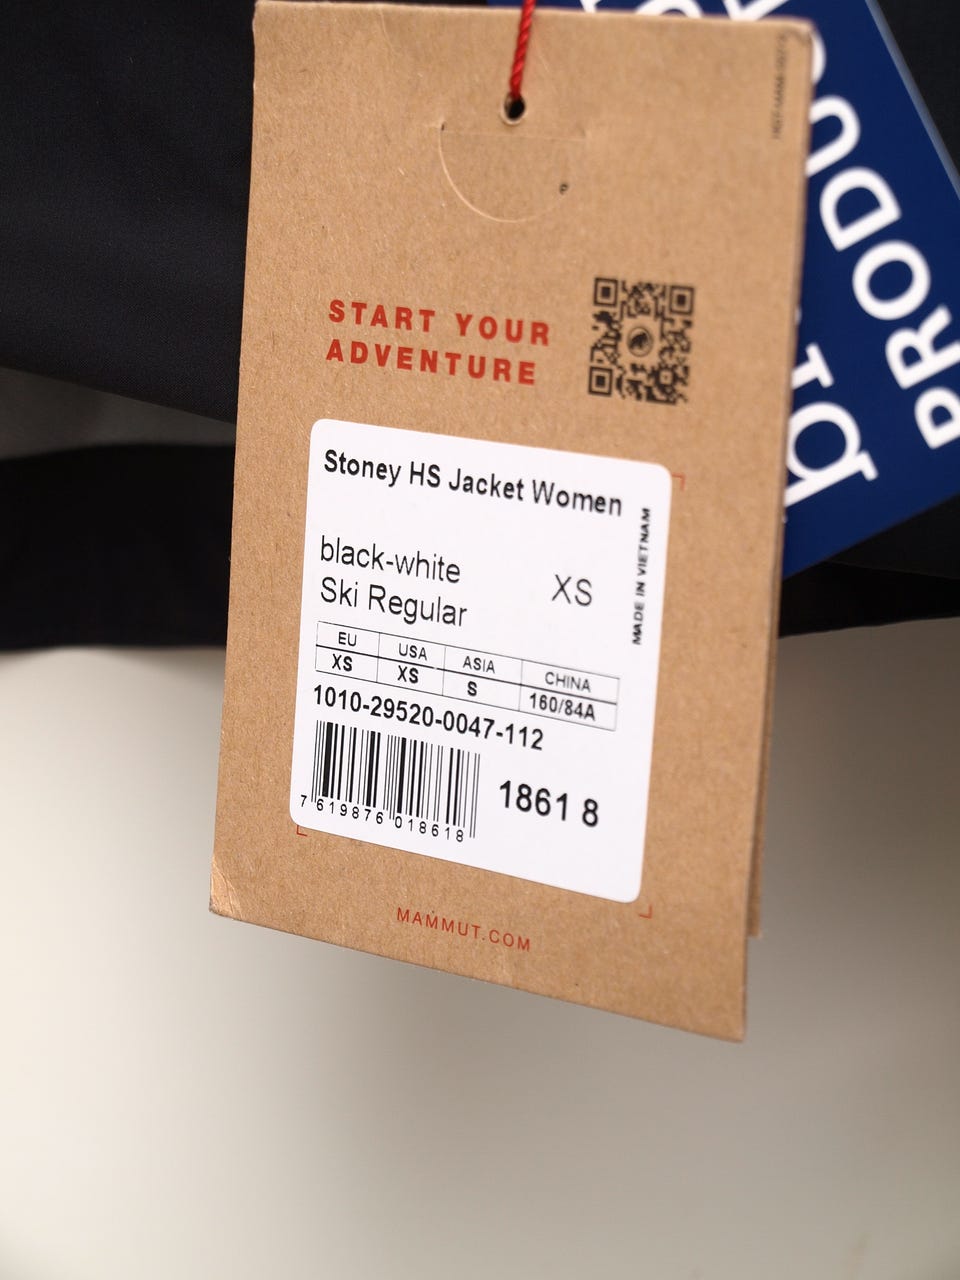 START YOUR
ADVENTURE
Stoney HS Jacket Women
black-white
Ski Regular
XS
MADE IN VIETNAM
EU USA ASIA CHINA
XS XS S 160/84A
1010-29520-0047-112
7 619876 018618
1861 8
MAMMUT.COM